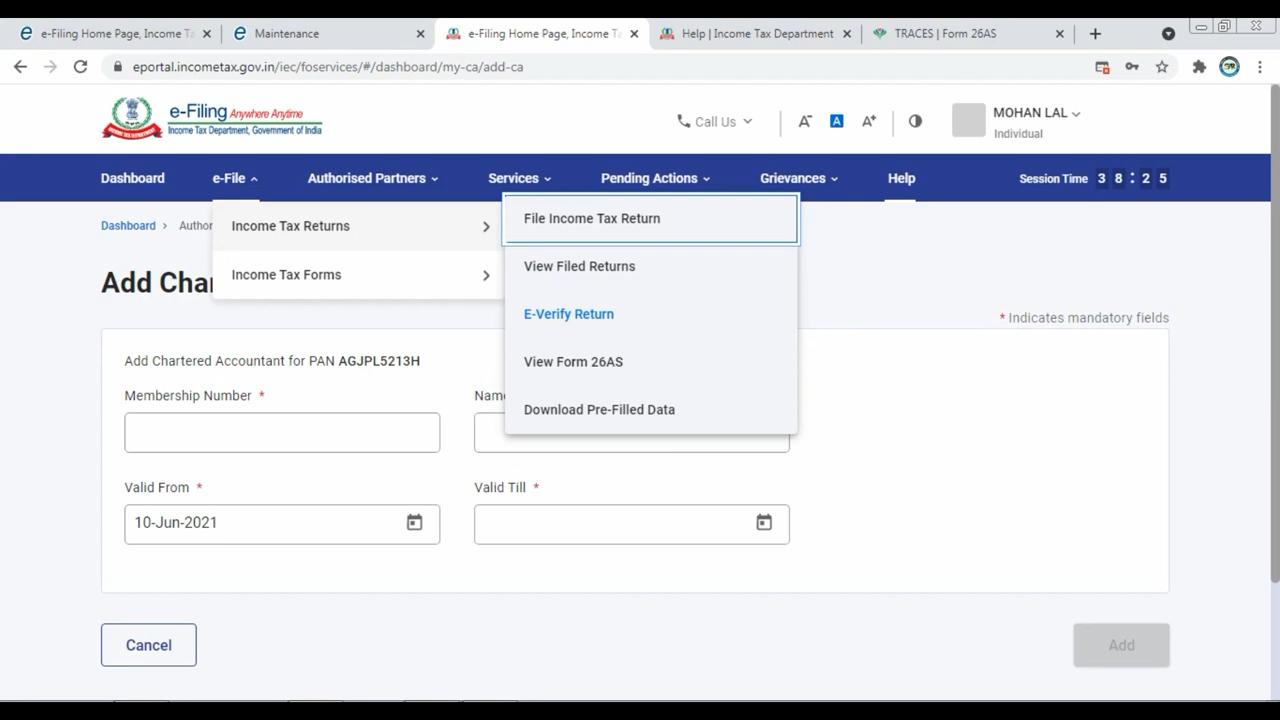 e-Filing Home Page, Income Ta
Maintenance
e-Filing Home Page, Income T
Help | Income Tax Department
TRACES | Form 26AS
eportal.incometax.gov.in/iec/foservices/#/dashboard/my-ca/add-ca
e-Filing Anywhere Anytime
Income Tax Department, Government of India
Call Us
A- A A+
MOHAN LAL
Individual
Dashboard e-File Authorised Partners Services Pending Actions Grievances Help Session Time 3 8 : 2 5
Dashboard Author
Income Tax Returns
Income Tax Forms
File Income Tax Return
View Filed Returns
E-Verify Return
View Form 26AS
Download Pre-Filled Data
Add Char
* Indicates mandatory fields
Add Chartered Accountant for PAN AGJPL5213H
Membership Number *
Name
Valid From *
Valid Till *
10-Jun-2021
Cancel
Add